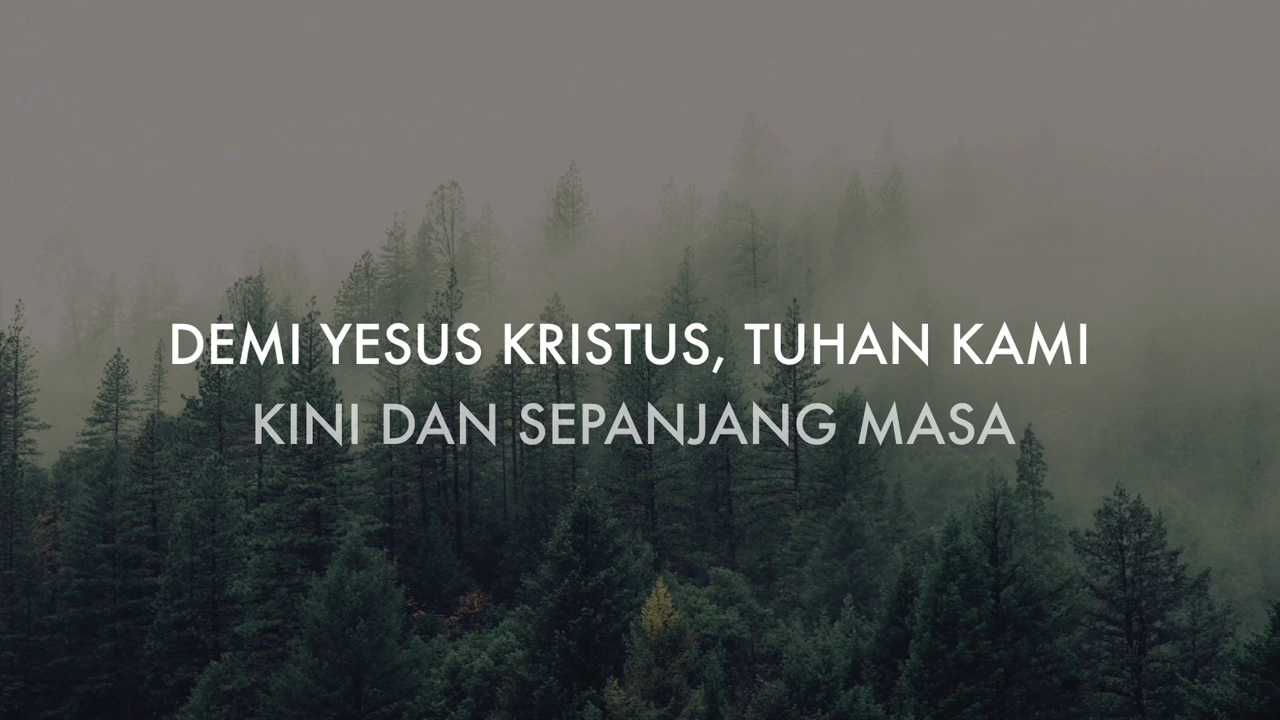 DEMI YESUS KRISTUS, TUHAN KAMI
KINI DAN SEPANJANG MASA